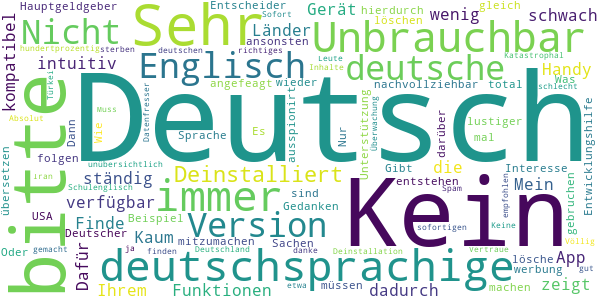 Hauptgeldgeber
Sehr
Entscheider
Sofort
Gerät
hierdurch
gleich
Nicht
hundertprozentig
sterben
deutschen
Länder
löschen
ansonsten
richtiges
wenig
schwach
kompatibel
Unbrauchbar
intuitiv
Türkei
Englisch
Leute
Inhalte
deutsche
Katastrophal
Handy
was
schlecht
bitte
Absolut
Muss
Dann
Wie
Datenfresser
angefeagt
wieder
nachvollziehbar
total
Deutsch
Sprache
Es
ausspionirt
Nur
Überwachung
Unterstützung
darüber
lustiger
mal
Entwicklungshilfe
übersetzen
folgen
iran
unübersichtlich
Schulenglisch
Deinstalliert
Gibt
die
Interesse
ständig
immer
sind
Gedanken
entstehen
Spam
Mein
empfohlen
gebruchen
verfügbar
Kein
USA
Beispiel
Version
sofortigen
Keine
Völlig
Oder
Dafür
Deutscher
Finde
Kaum
mitzumachen
Sachen
gemacht
ja
finden
Deutschland
danke
Deinstallation
Vertraue
gut
deutschsprachige
lösche
werbung
App
Ihrem
Funktionen
etwa
müssen
dadurch
machen
zeigt